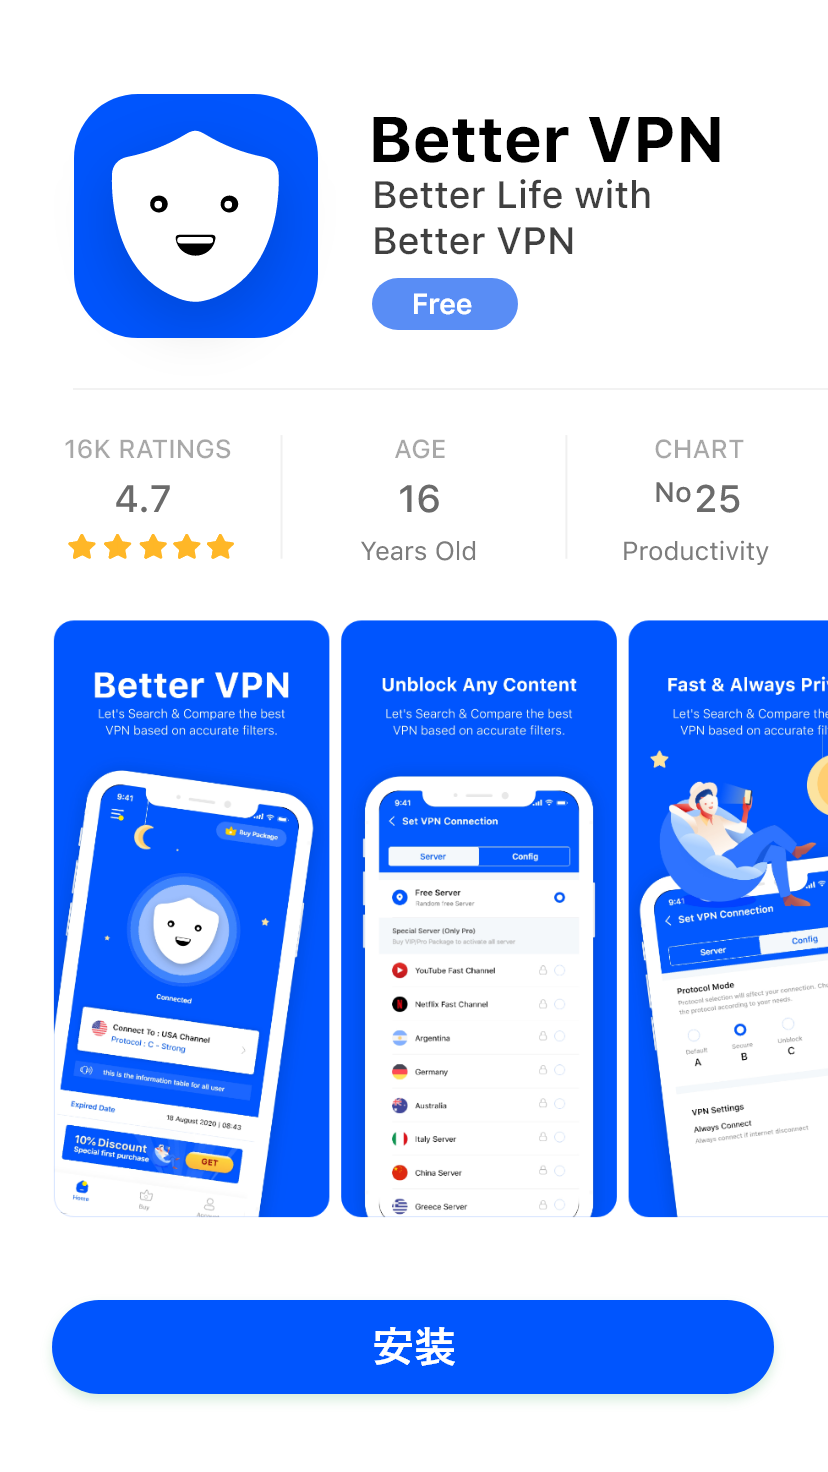 Better VPN
Better Life with
Better VPN
Free
16K RATINGS
4.7
AGE
16
Years Old
CHART
No25
Productivity
Better VPN
Let's Search & Compare the best
VPN based on accurate filters.
9:41
Buy Package
Connected
Connect To : USA Channel
Protocol : C - Strong
this is the information table for all user
Expired Date
18 August 2020 | 08:43
10% Discount
Special first purchase
GET
Home
Buy
Unblock Any Content
Let's Search & Compare the best
VPN based on accurate filters.
9:41
Set VPN Connection
Server
Config
Free Server
Random free Server
Special Server (Only Pro)
Buy VIP/Pro Package to activate all server
YouTube Fast Channel
Netflix Fast Channel
Argentina
Germany
Australia
Italy Server
China Server
Greece Server
Fast & Always Pri
Let's Search & Compare the
VPN based on accurate fil
9:41
Set VPN Connection
Server
Config
Protocol Mode
Protocol selection will affect your connection. Ch
the protocol according to your needs.
Default
A
Secure
B
Unblock
C
VPN Settings
Always Connect
Always connect if internet disconnect
安装